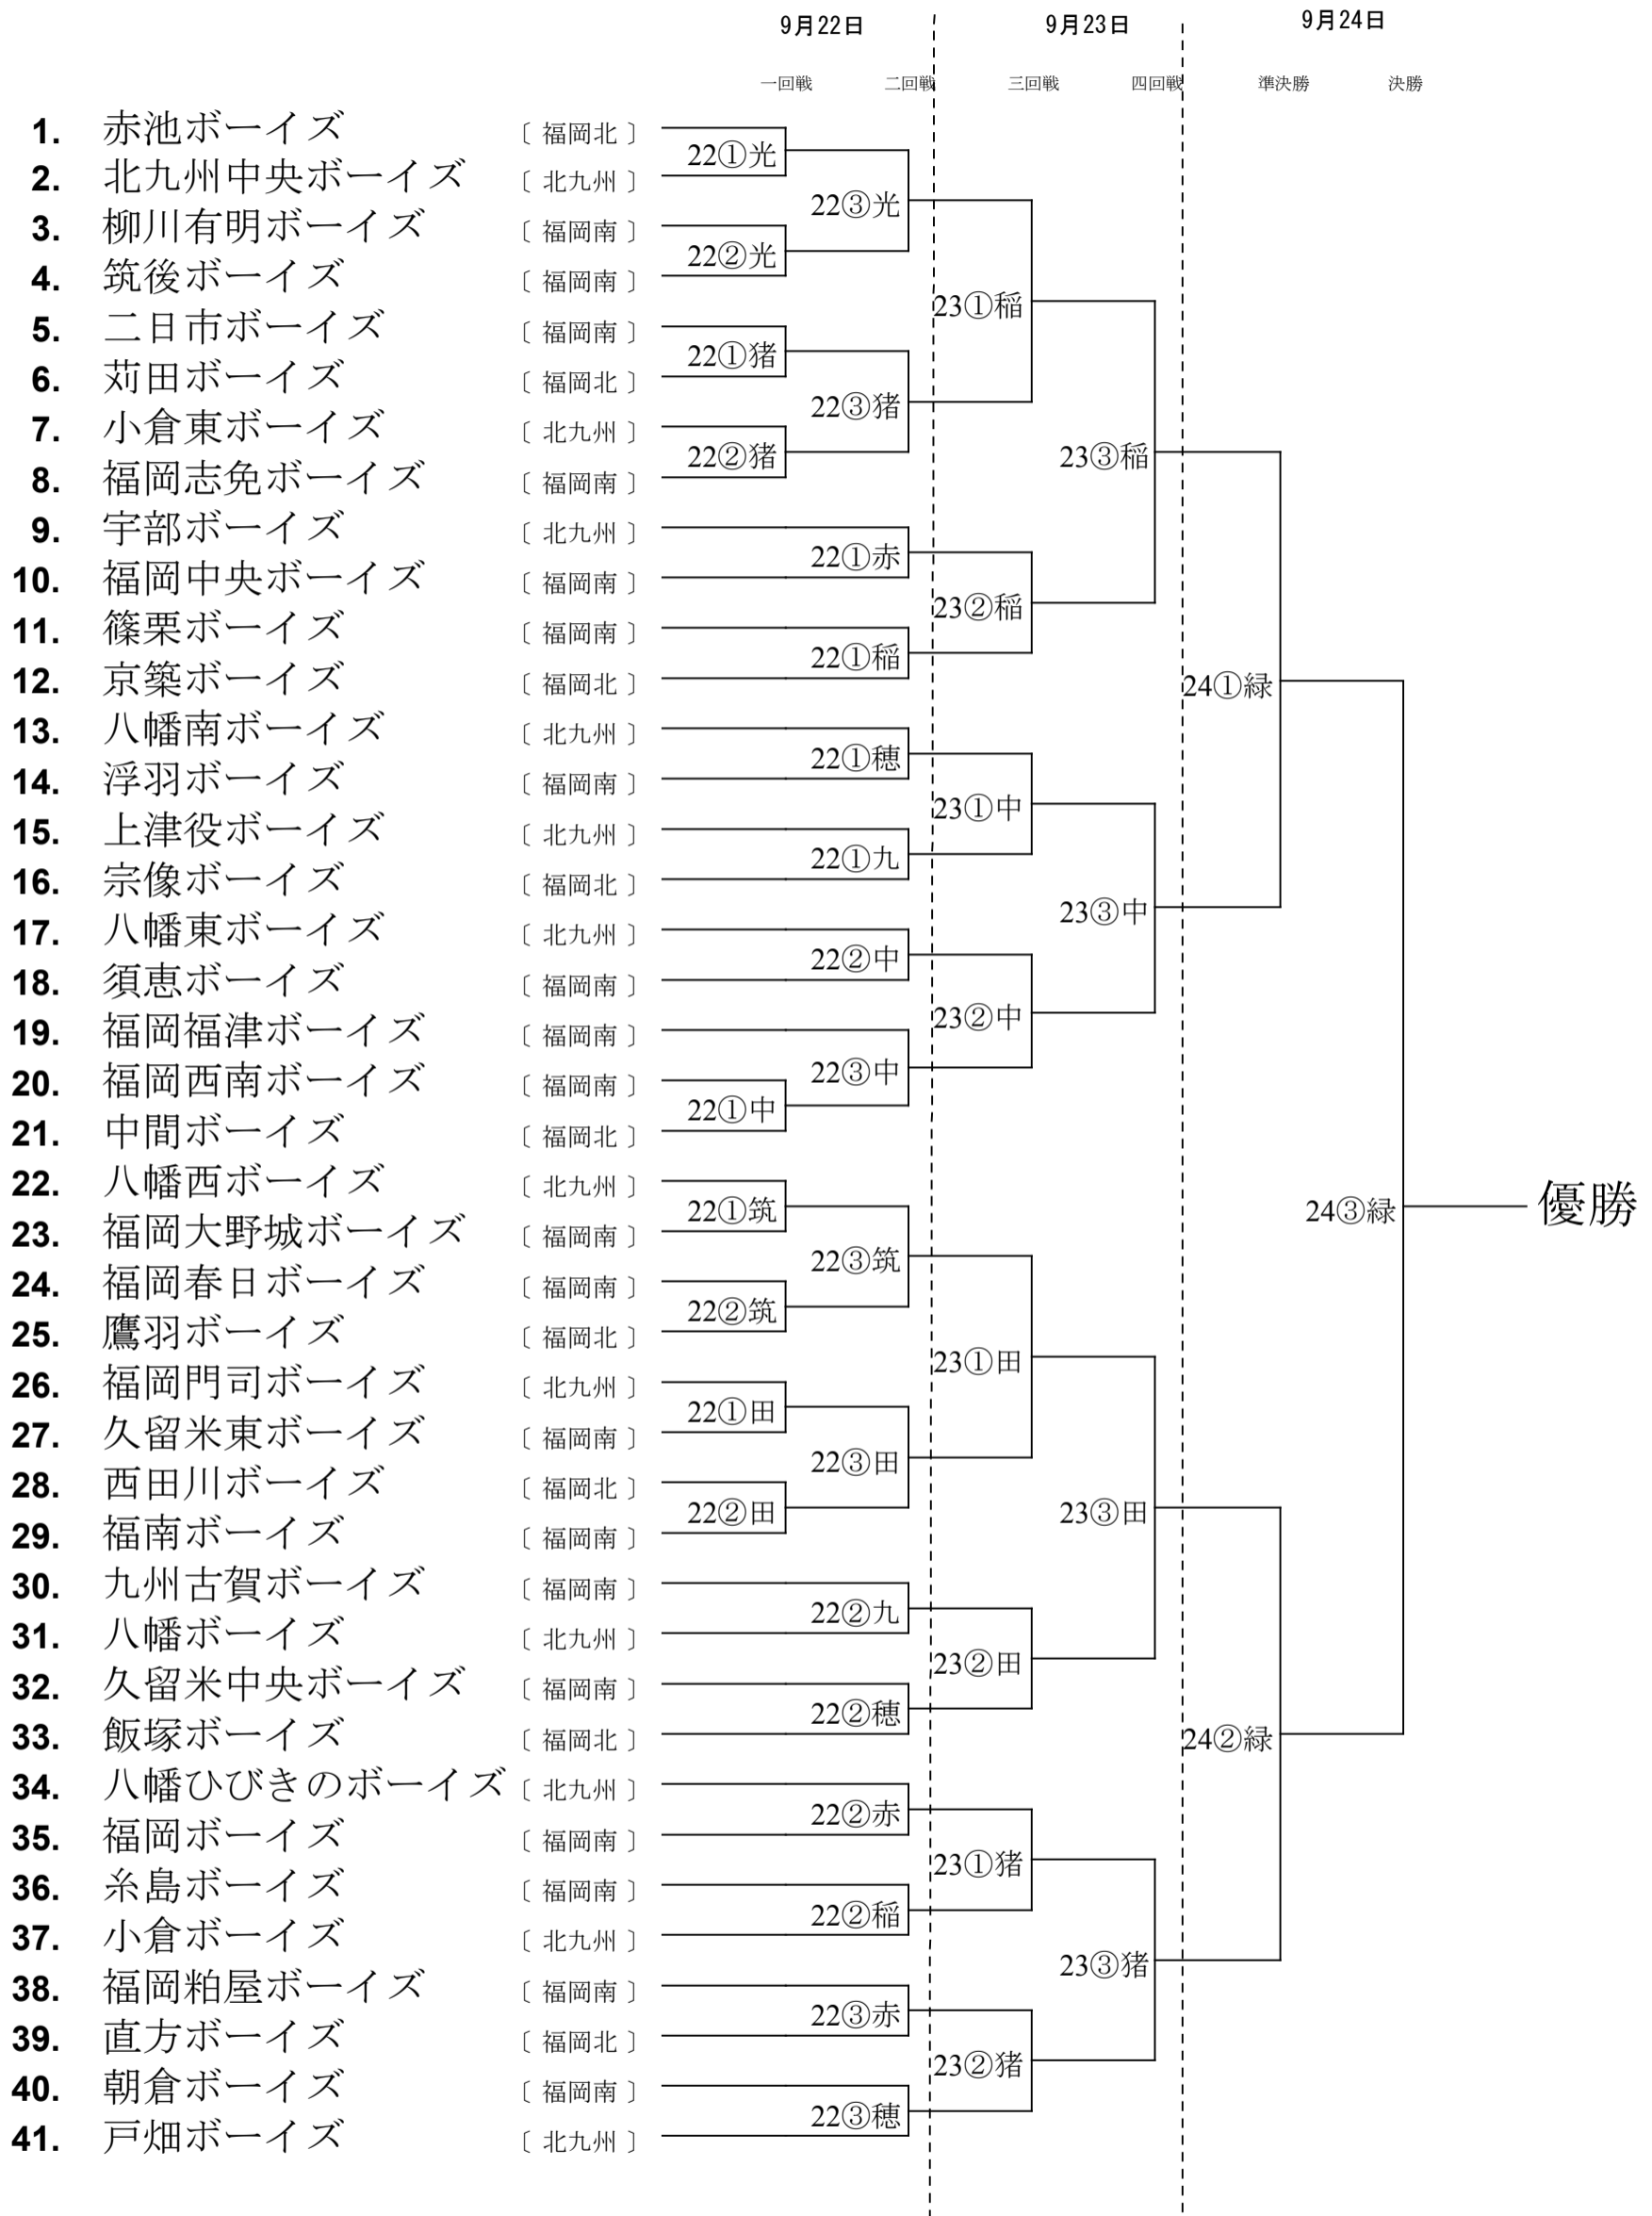 9月22日 9月23日 9月24日
一回戦 二回戦 三回戦 四回戦 準決勝 決勝
1. 赤池ボーイズ 〔 福岡北 〕
22①光
2. 北九州中央ボーイズ 〔 北九州 〕
22③光
3. 柳川有明ボーイズ 〔 福岡南 〕
22②光
4. 筑後ボーイズ 〔 福岡南 〕
23①稲
5. 二日市ボーイズ 〔 福岡南 〕
22①猪
6. 苅田ボーイズ 〔 福岡北 〕
22③猪
7. 小倉東ボーイズ 〔 北九州 〕
22②猪 23③稲
8. 福岡志免ボーイズ 〔 福岡南 〕
9. 宇部ボーイズ 〔 北九州 〕
22①赤
10. 福岡中央ボーイズ 〔 福岡南 〕
23②稲
11. 篠栗ボーイズ 〔 福岡南 〕
22①稲
12. 京築ボーイズ 〔 福岡北 〕
24①緑
13. 八幡南ボーイズ 〔 北九州 〕
22①穂
14. 浮羽ボーイズ 〔 福岡南 〕
23①中
15. 上津役ボーイズ 〔 北九州 〕
22①九
16. 宗像ボーイズ 〔 福岡北 〕
23③中
17. 八幡東ボーイズ 〔 北九州 〕
22②中
18. 須恵ボーイズ 〔 福岡南 〕
23②中
19. 福岡福津ボーイズ 〔 福岡南 〕
22③中
20. 福岡西南ボーイズ 〔 福岡南 〕
22①中
21. 中間ボーイズ 〔 福岡北 〕
22. 八幡西ボーイズ 〔 北九州 〕
22①筑 24③緑 優勝
23. 福岡大野城ボーイズ 〔 福岡南 〕
22③筑
24. 福岡春日ボーイズ 〔 福岡南 〕
22②筑
25. 鷹羽ボーイズ 〔 福岡北 〕
23①田
26. 福岡門司ボーイズ 〔 北九州 〕
22①田
27. 久留米東ボーイズ 〔 福岡南 〕
22③田
28. 西田川ボーイズ 〔 福岡北 〕
22②田 23③田
29. 福南ボーイズ 〔 福岡南 〕
30. 九州古賀ボーイズ 〔 福岡南 〕
22②九
31. 八幡ボーイズ 〔 北九州 〕
23②田
32. 久留米中央ボーイズ 〔 福岡南 〕
22②穂
33. 飯塚ボーイズ 〔 福岡北 〕
24②緑
34. 八幡ひびきのボーイズ 〔 北九州 〕
22②赤
35. 福岡ボーイズ 〔 福岡南 〕
23①猪
36. 糸島ボーイズ 〔 福岡南 〕
22②稲
37. 小倉ボーイズ 〔 北九州 〕
23③猪
38. 福岡粕屋ボーイズ 〔 福岡南 〕
22③赤
39. 直方ボーイズ 〔 福岡北 〕
23②猪
40. 朝倉ボーイズ 〔 福岡南 〕
22③穂
41. 戸畑ボーイズ 〔 北九州 〕